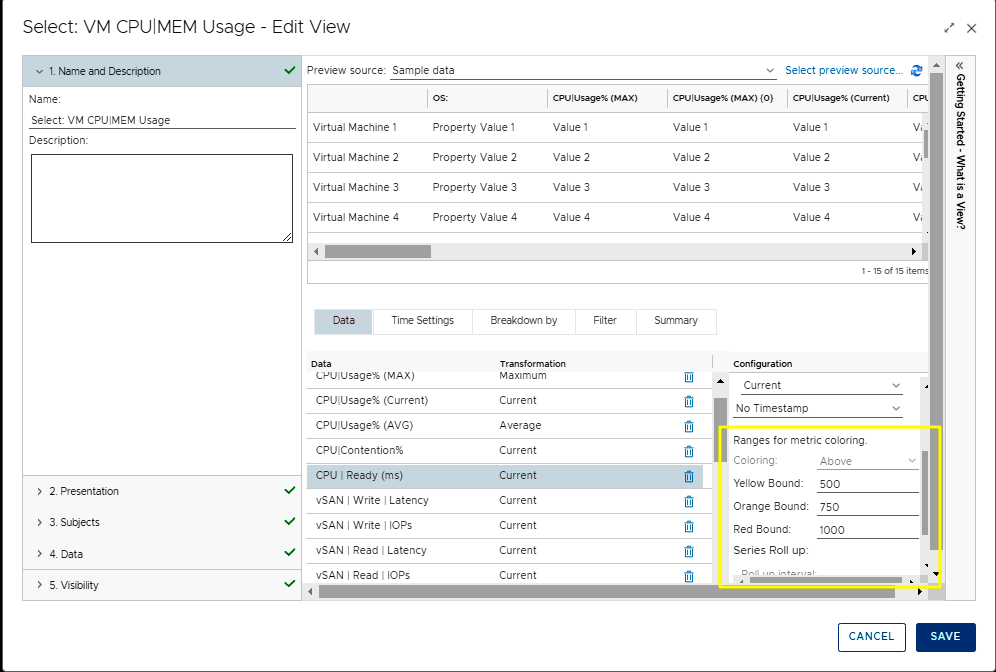 Select: VM CPU|MEM Usage - Edit View
1. Name and Description
Name:
Select: VM CPU|MEM Usage
Description:
2. Presentation
3. Subjects
4. Data
5. Visibility
Preview source: Sample data Select preview source...
OS: CPU|Usage% (MAX) CPU|Usage% (MAX) {0} CPU|Usage% (Current)
Virtual Machine 1 Property Value 1 Value 1 Value 1 Value 1
Virtual Machine 2 Property Value 2 Value 2 Value 2 Value 2
Virtual Machine 3 Property Value 3 Value 3 Value 3 Value 3
Virtual Machine 4 Property Value 4 Value 4 Value 4 Value 4
1 - 15 of 15 items
Data Time Settings Breakdown by Filter Summary
Data Transformation
CPU|Usage% (MAX) Maximum
CPU|Usage% (Current) Current
CPU|Usage% (AVG) Average
CPU|Contention% Current
CPU | Ready (ms) Current
vSAN | Write | Latency Current
vSAN | Write | IOPs Current
vSAN | Read | Latency Current
vSAN | Read | IOPs Current
Configuration
Current
No Timestamp
Ranges for metric coloring.
Coloring: Above
Yellow Bound: 500
Orange Bound: 750
Red Bound: 1000
Series Roll up:
Roll up interval:
Getting Started - What is a View?
CANCEL SAVE